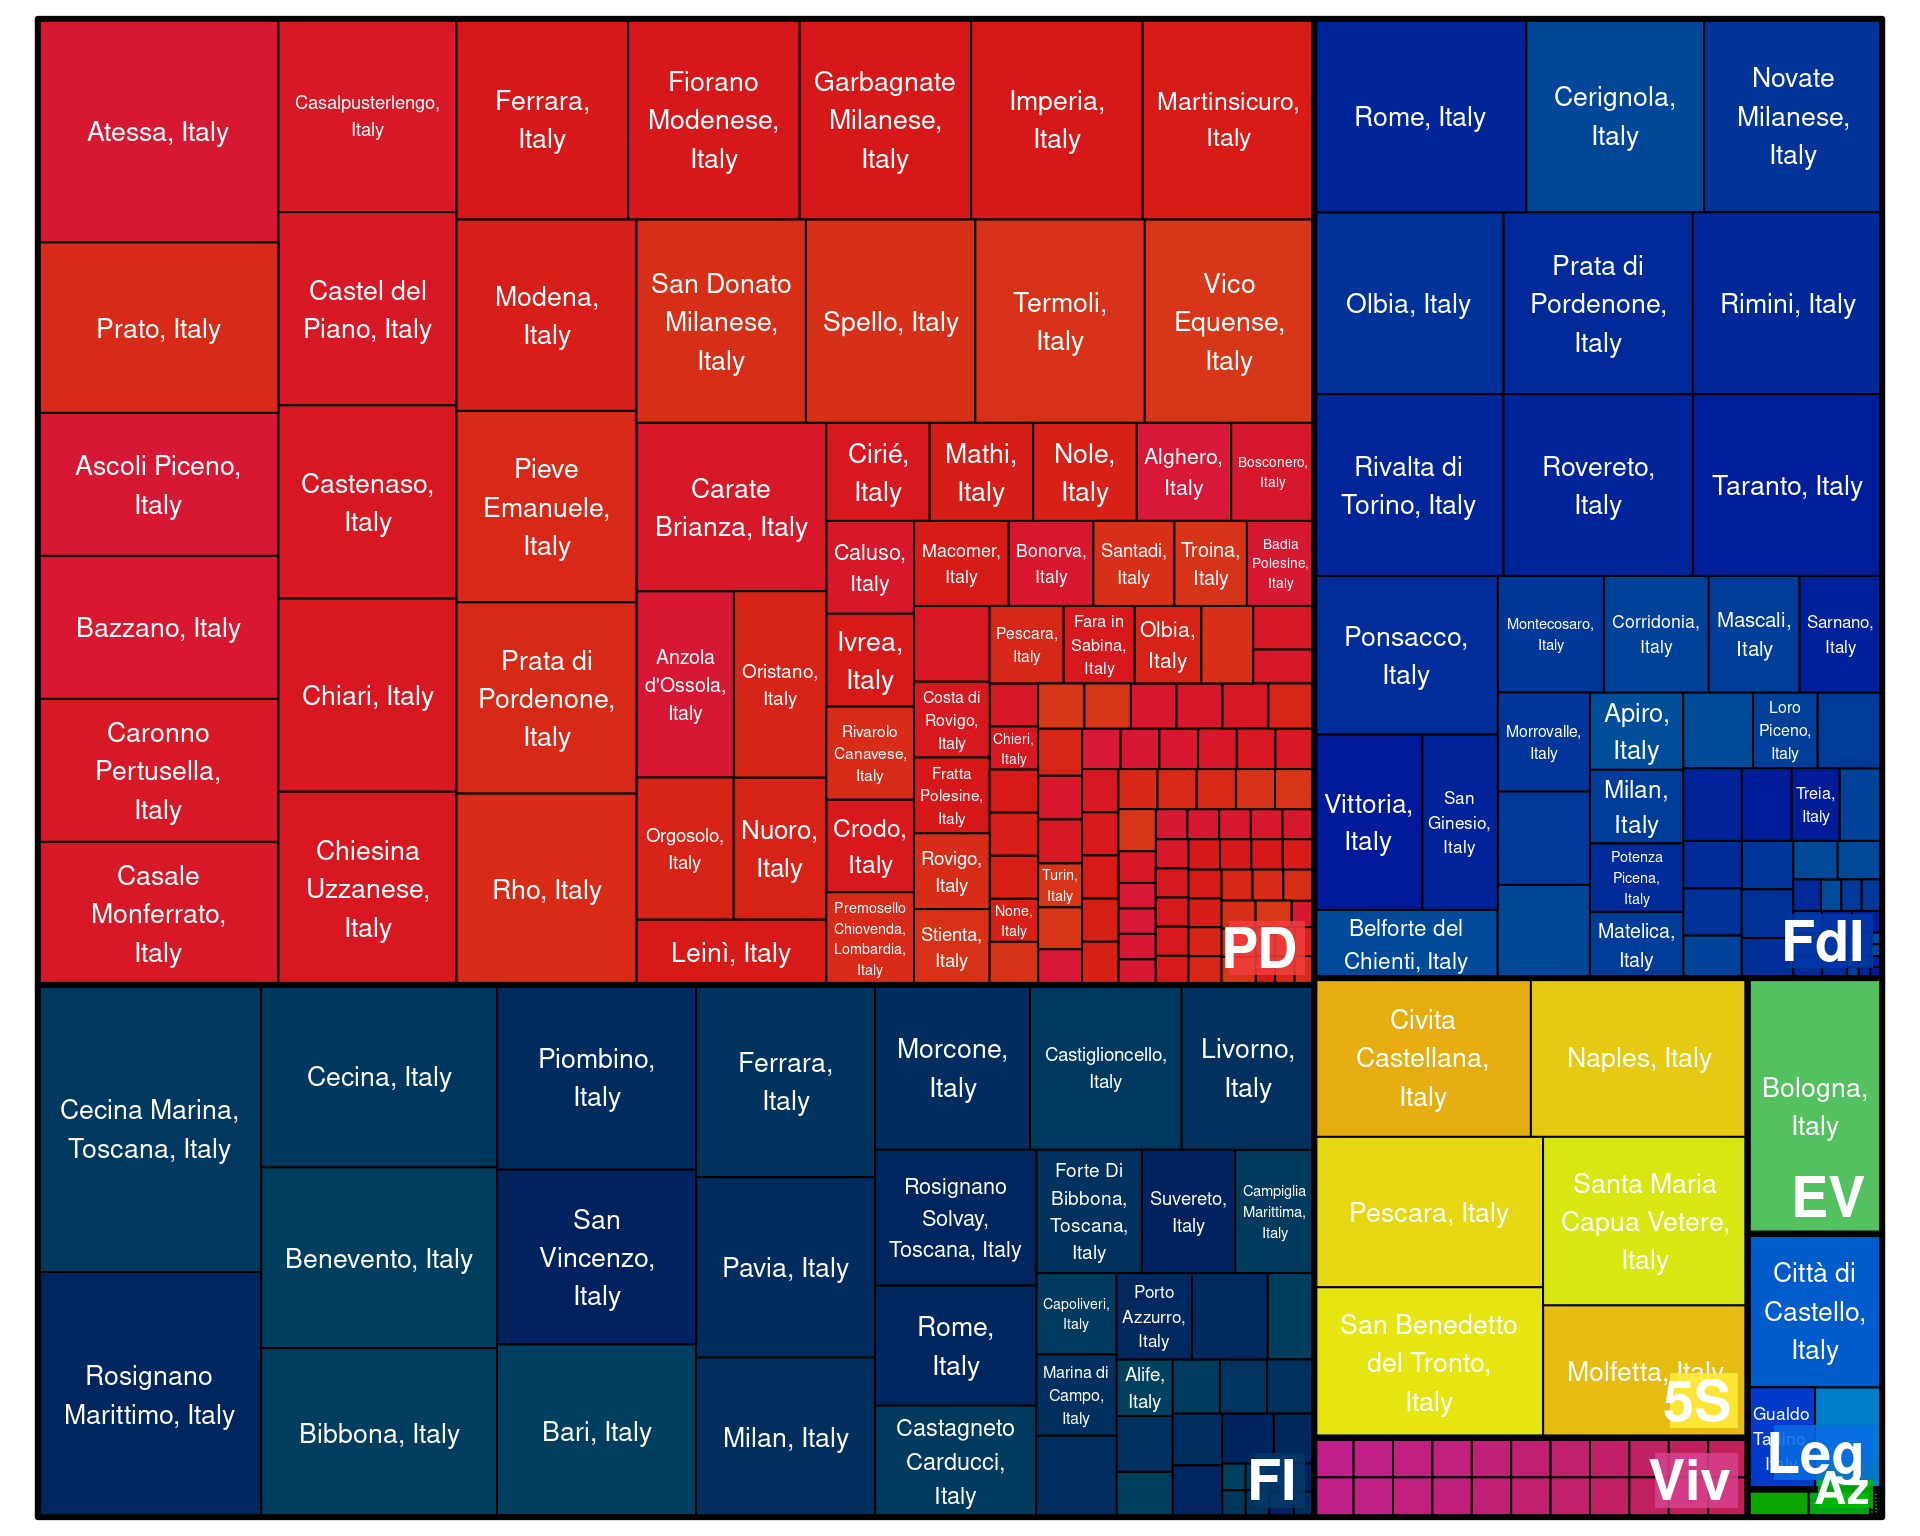 Atessa, Italy
Prato, Italy
Ascoli Piceno,
Italy
Bazzano, Italy
Caronno
Pertusella,
Italy
Casale
Monferrato,
Italy
Casalpusterlengo,
Italy
Castel del
Piano, Italy
Castenaso,
Italy
Chiari, Italy
Chiesina
Uzzanese,
Italy
Ferrara,
Italy
Modena,
Italy
Pieve
Emanuele,
Italy
Prata di
Pordenone,
Italy
Rho, Italy
Fiorano
Modenese,
Italy
Garbagnate
Milanese,
Italy
Imperia,
Italy
Martinsicuro,
Italy
San Donato
Milanese,
Italy
Spello, Italy
Termoli,
Italy
Vico
Equense,
Italy
Carate
Brianza, Italy
Anzola
d'Ossola,
Italy
Oristano,
Italy
Orgosolo,
Italy
Nuoro,
Italy
Leinì, Italy
Cirié,
Italy
Mathi,
Italy
Nole,
Italy
Alghero,
Italy
Bosconero,
Italy
Caluso,
Italy
Ivrea,
Italy
Rivarolo
Canavese,
Italy
Crodo,
Italy
Premosello
Chiovenda,
Lombardia,
Italy
Macomer,
Italy
Bonorva,
Italy
Santadi,
Italy
Troina,
Italy
Badia
Polesine,
Italy
Pescara,
Italy
Fara in
Sabina,
Italy
Olbia,
Italy
Costa di
Rovigo,
Italy
Fratta
Polesine,
Italy
Rovigo,
Italy
Stienta,
Italy
Chieri,
Italy
None,
Italy
Turin,
Italy
PD
Rome, Italy
Cerignola,
Italy
Novate
Milanese,
Italy
Olbia, Italy
Prata di
Pordenone,
Italy
Rimini, Italy
Rivalta di
Torino, Italy
Rovereto,
Italy
Taranto, Italy
Ponsacco,
Italy
Vittoria,
Italy
San
Ginesio,
Italy
Belforte del
Chienti, Italy
Montecosaro,
Italy
Corridonia,
Italy
Mascali,
Italy
Sarnano,
Italy
Morrovalle,
Italy
Apiro,
Italy
Milan,
Italy
Potenza
Picena,
Italy
Matelica,
Italy
Loro
Piceno,
Italy
Treia,
Italy
FdI
Cecina Marina,
Toscana, Italy
Rosignano
Marittimo, Italy
Cecina, Italy
Benevento, Italy
Bibbona, Italy
Piombino,
Italy
San
Vincenzo,
Italy
Bari, Italy
Ferrara,
Italy
Pavia, Italy
Milan, Italy
Morcone,
Italy
Castiglioncello,
Italy
Livorno,
Italy
Rosignano
Solvay,
Toscana, Italy
Rome,
Italy
Castagneto
Carducci,
Italy
Forte Di
Bibbona,
Toscana,
Italy
Suvereto,
Italy
Campiglia
Marittima,
Italy
Capoliveri,
Italy
Porto
Azzurro,
Italy
Marina di
Campo,
Italy
Alife,
Italy
FI
Civita
Castellana,
Italy
Naples, Italy
Pescara, Italy
Santa Maria
Capua Vetere,
Italy
San Benedetto
del Tronto,
Italy
Molfetta, Italy
5S
Viv
Bologna,
Italy
EV
Città di
Castello,
Italy
Gualdo
Tadino,
Italy
Leg
Az